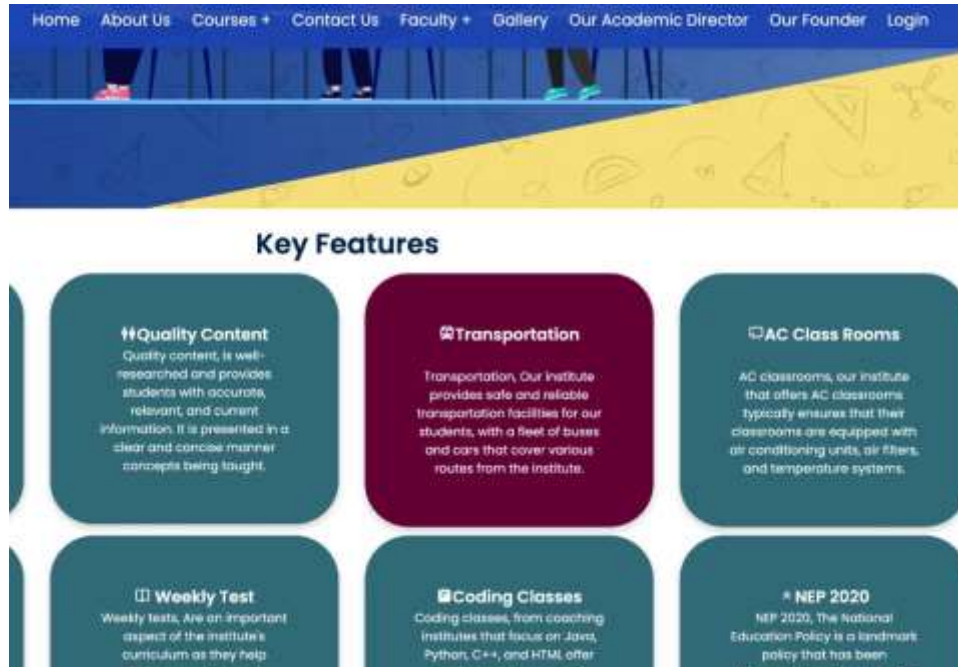 Home About Us Courses + Contact Us Faculty + Gallery Our Academic Director Our Founder Login
Key Features
Quality Content
Quality content, is well-
researched and provides
students with accurate,
relevant, and current
information. It is presented in a
clear and concise manner
concepts being taught.
Transportation
Transportation, Our institute
provides safe and reliable
transportation facilities for our
students, with a fleet of buses
and cars that cover various
routes from the institute.
AC Class Rooms
AC classrooms, our institute
that offers AC classrooms
typically ensures that their
classrooms are equipped with
air conditioning units, air filters,
and temperature systems.
Weekly Test
Weekly tests, Are an important
aspect of the institute's
curriculum as they help
Coding Classes
Coding classes, from coaching
institutes that focus on Java,
Python, C++, and HTML offer
NEP 2020
NEP 2020, The National
Education Policy is a landmark
policy that has been